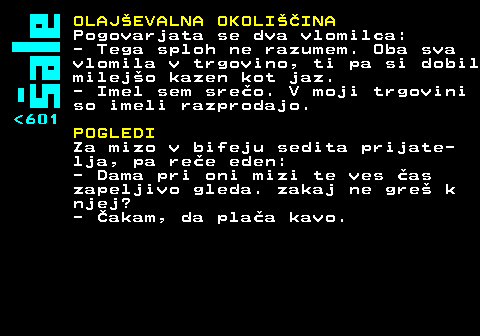 Šale
<601
OLAJŠEVALNA OKOLIŠČINA
Pogovarjata se dva vlomilca:
- Tega sploh ne razumem. Oba sva
vlomila v trgovino, ti pa si dobil
milejšo kazen kot jaz.
- Imel sem srečo. V moji trgovini
so imeli razprodajo.
POGLEDI
Za mizo v bifeju sedita prijate-
lja, pa reče eden:
- Dama pri oni mizi te ves čas
zapeljivo gleda. zakaj ne greš k
njej?
- Čakam, da plača kavo.